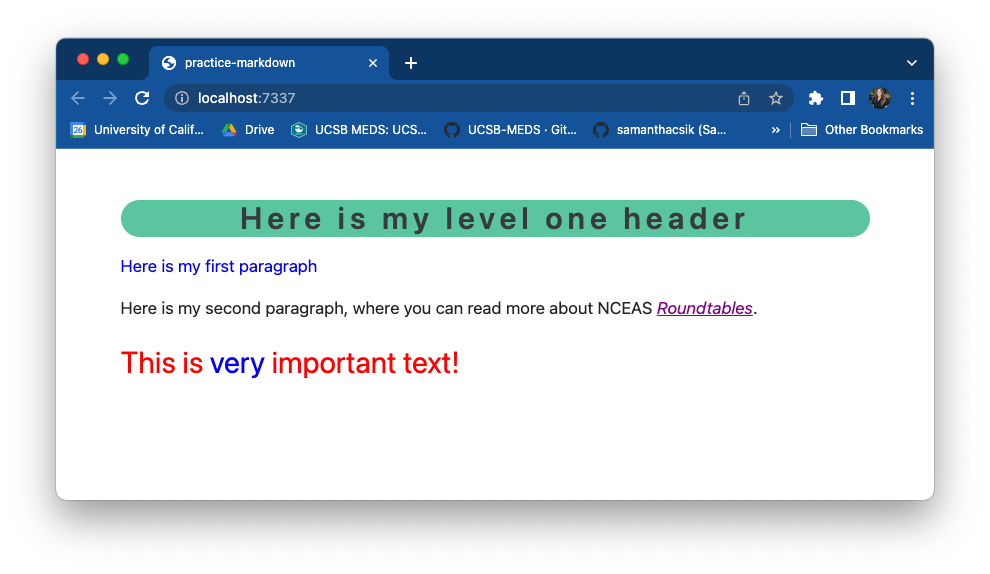 practice-markdown
localhost:7337
26 University of Calif... Drive UCSB MEDS: UCS... UCSB-MEDS · Git... samanthacsik (Sa... » Other Bookmarks
Here is my level one header
Here is my first paragraph
Here is my second paragraph, where you can read more about NCEAS Roundtables.
This is very important text!